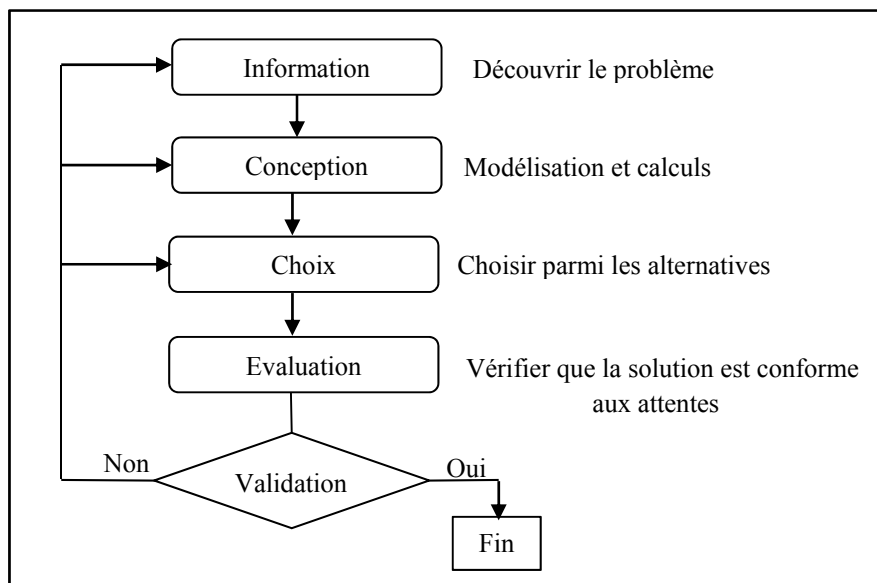 Information
Découvrir le problème
Conception
Modélisation et calculs
Choix
Choisir parmi les alternatives
Evaluation
Vérifier que la solution est conforme
aux attentes
Non
Validation
Oui
Fin